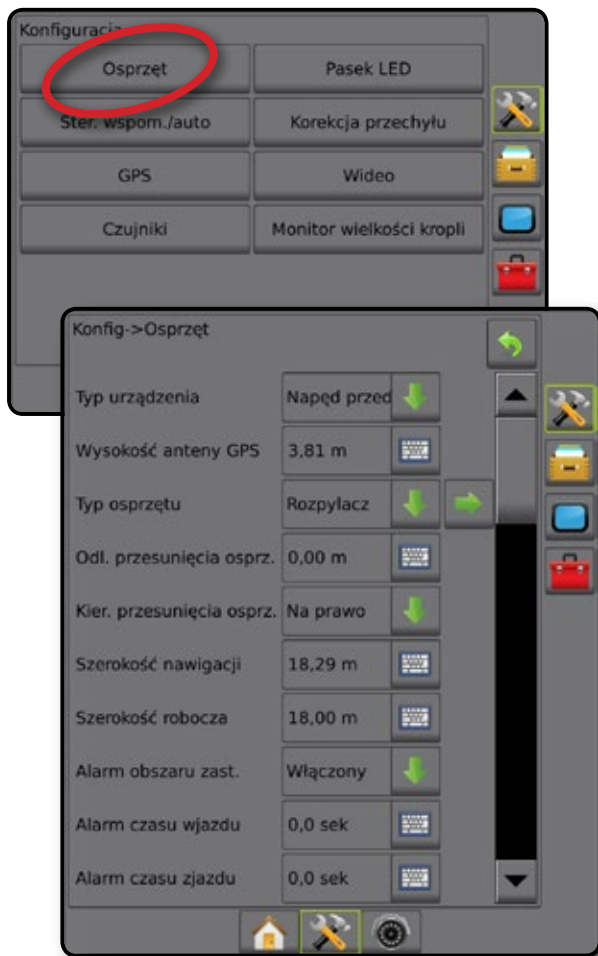 Konfiguracja
Osprzęt
Pasek LED
Ster. wspom./auto
Korekcja przechyłu
GPS
Wideo
Czujniki
Monitor wielkości kropli
Konfig->Osprzęt
Typ urządzenia
Napęd przed
Wysokość anteny GPS
3,81 m
Typ osprzętu
Rozpylacz
Odl. przesunięcia osprz.
0,00 m
Kier. przesunięcia osprz.
Na prawo
Szerokość nawigacji
18,29 m
Szerokość robocza
18,00 m
Alarm obszaru zast.
Włączony
Alarm czasu wjazdu
0,0 sek
Alarm czasu zjazdu
0,0 sek